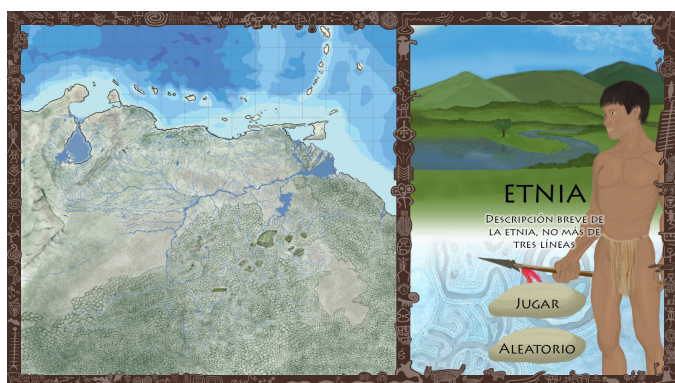 ETNIA
Descripción breve de
la etnia, no más de
tres líneas
Jugar
Aleatorio